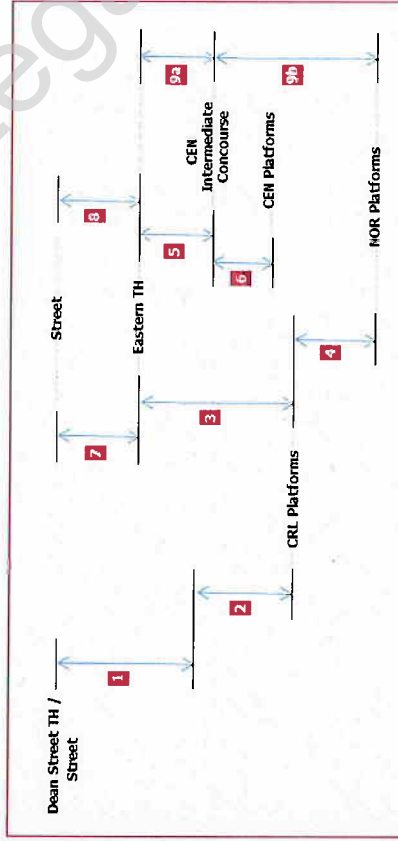 Dean Street TH /
Street
Street
Eastern TH
CEN
Intermediate
Concourse
CEN Platforms
CRL Platforms
NOR Platforms
1
2
3
4
5
6
7
8
9a
9b